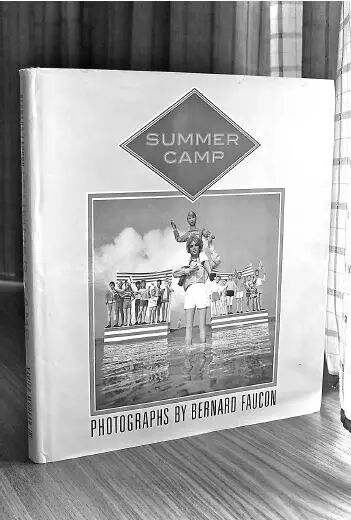 SUMMER
CAMP
PHOTOGRAPHS BY BERNARD FAUCON